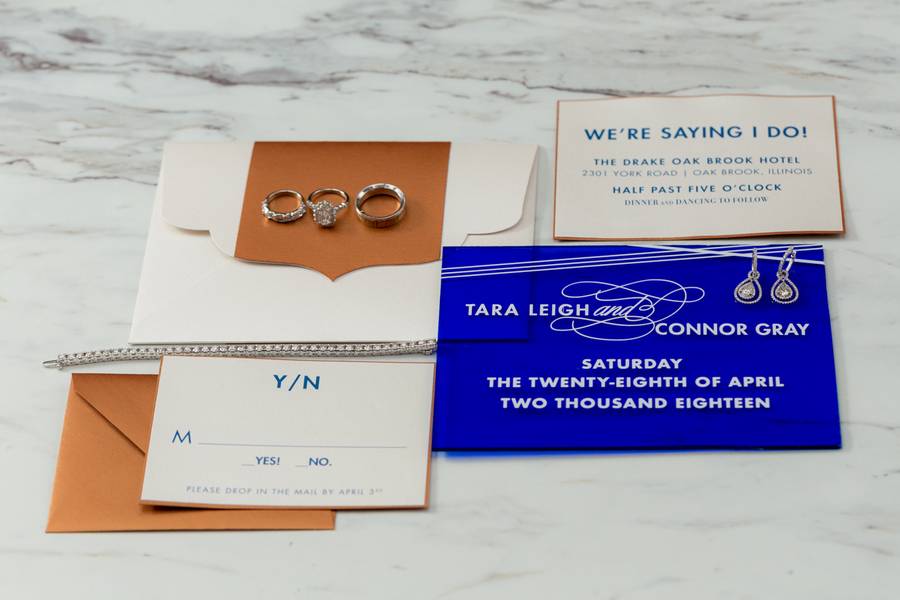 WE'RE SAYING I DO!
THE DRAKE OAK BROOK HOTEL
2301 YORK ROAD | OAK BROOK, ILLINOIS
HALF PAST FIVE O'CLOCK
DINNER AND DANCING TO FOLLOW
TARA LEIGH and
CONNOR GRAY
SATURDAY
THE TWENTY-EIGHTH OF APRIL
TWO THOUSAND EIGHTEEN
Y/N
M
__YES! __NO.
PLEASE DROP IN THE MAIL BY APRIL 3RD